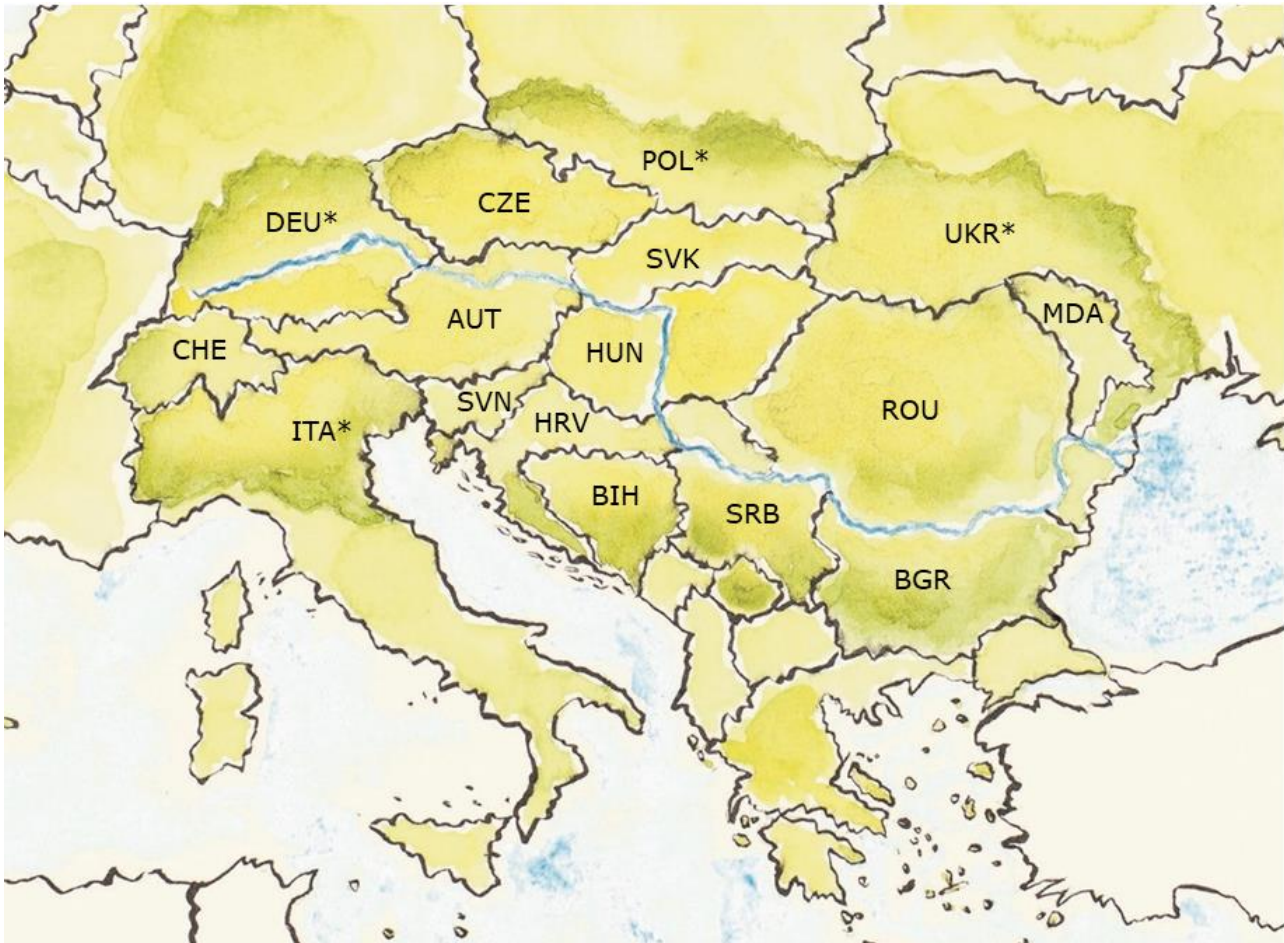 POL*
CZE
DEU*
UKR*
SVK
MDA
AUT
CHE
HUN
SVN
ROU
HRV
ITA*
BIH
SRB
BGR